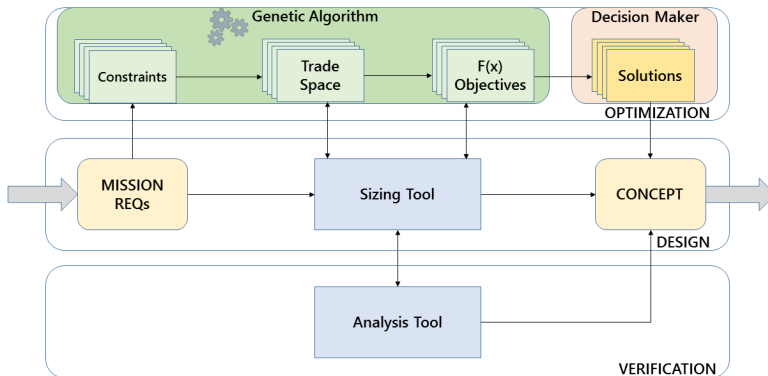 Genetic Algorithm
Decision Maker
Constraints
Trade
Space
F(x)
Objectives
Solutions
OPTIMIZATION
MISSION
REQs
Sizing Tool
CONCEPT
DESIGN
Analysis Tool
VERIFICATION